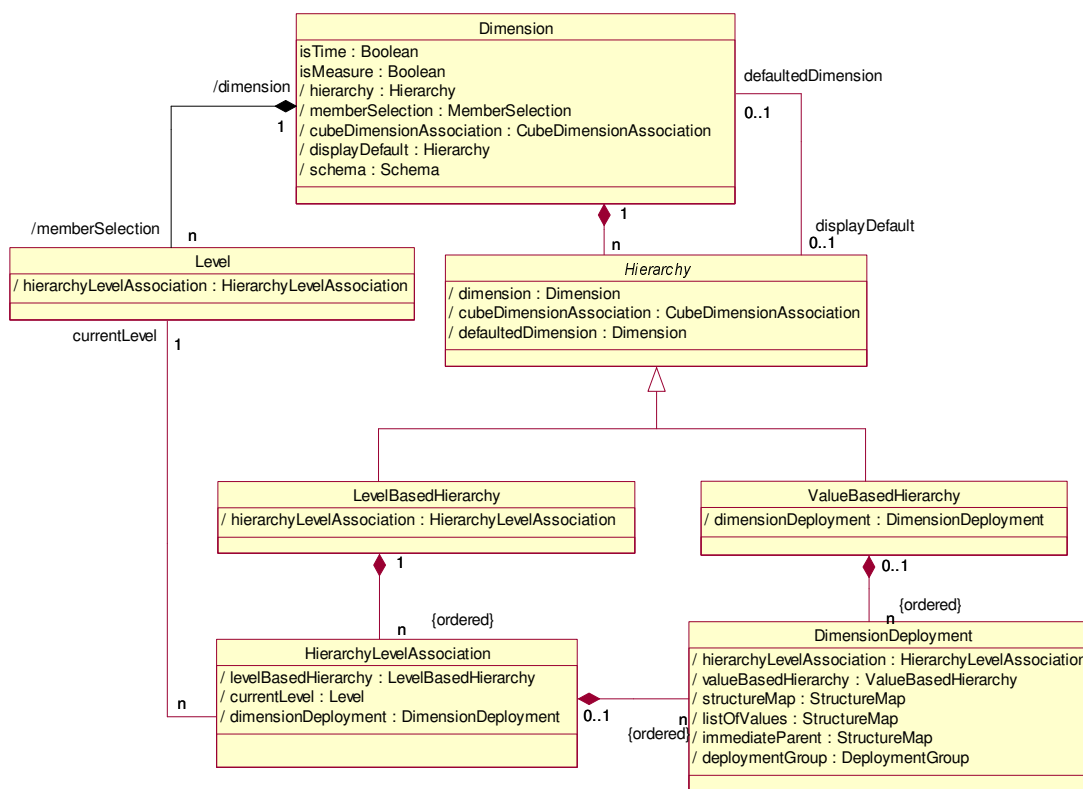 Dimension
isTime : Boolean
isMeasure : Boolean
/ hierarchy : Hierarchy
/ memberSelection : MemberSelection
/ cubeDimensionAssociation : CubeDimensionAssociation
/ displayDefault : Hierarchy
/ schema : Schema
/dimension
1
defaultedDimension
0..1
/memberSelection
n
1
n
displayDefault
0..1
Level
/ hierarchyLevelAssociation : HierarchyLevelAssociation
Hierarchy
/ dimension : Dimension
/ cubeDimensionAssociation : CubeDimensionAssociation
/ defaultedDimension : Dimension
currentLevel
1
LevelBasedHierarchy
/ hierarchyLevelAssociation : HierarchyLevelAssociation
ValueBasedHierarchy
/ dimensionDeployment : DimensionDeployment
1
0..1
{ordered}
n
{ordered}
n
HierarchyLevelAssociation
/ levelBasedHierarchy : LevelBasedHierarchy
/ currentLevel : Level
/ dimensionDeployment : DimensionDeployment
n
0..1
n
{ordered}
DimensionDeployment
/ hierarchyLevelAssociation : HierarchyLevelAssociation
/ valueBasedHierarchy : ValueBasedHierarchy
/ structureMap : StructureMap
/ listOfValues : StructureMap
/ immediateParent : StructureMap
/ deploymentGroup : DeploymentGroup